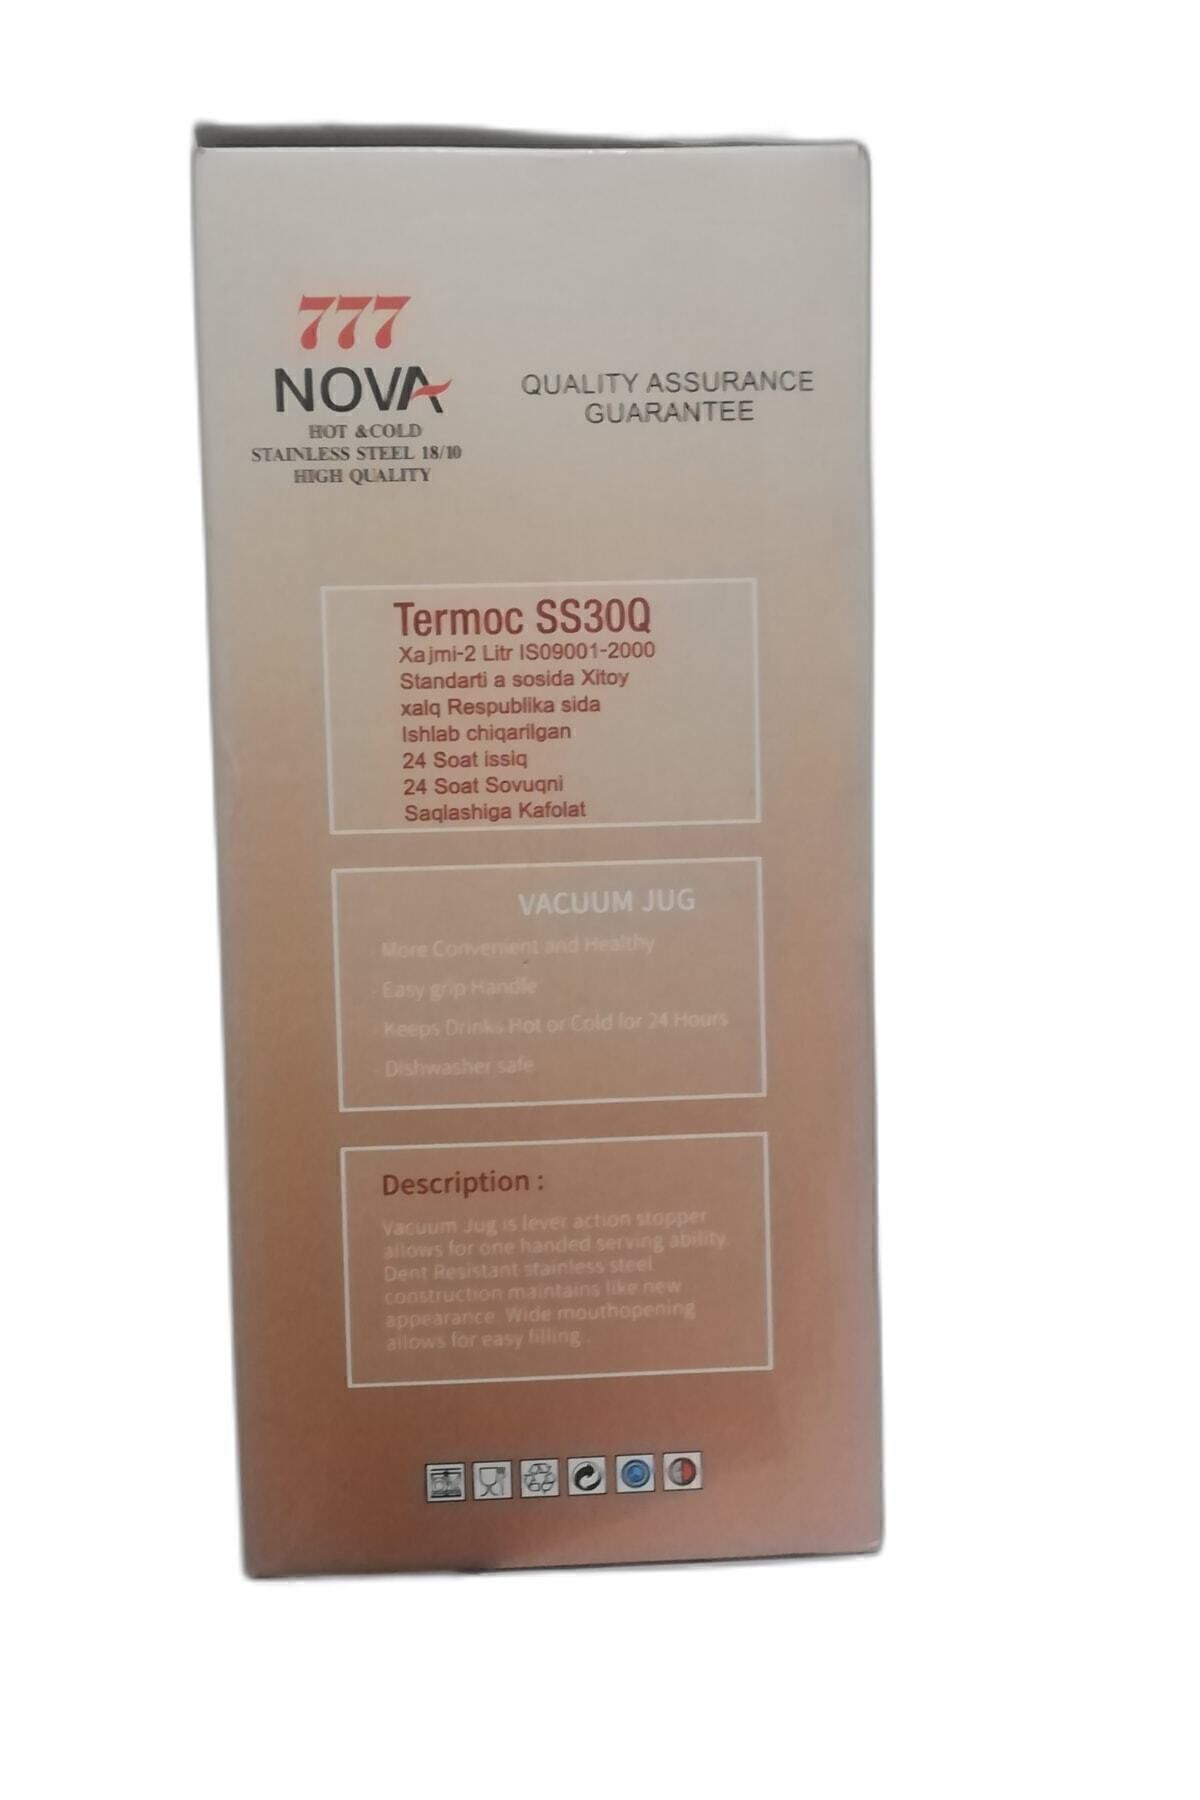 777
NOVA
HOT &COLD
STAINLESS STEEL 18/10
HIGH QUALITY
QUALITY ASSURANCE
GUARANTEE
Termoc SS30Q
Xajmi-2 Litr IS09001-2000
Standarti a sosida Xitoy
xalq Respublika sida
Ishlab chiqarilgan
24 Soat issiq
24 Soat Sovuqni
Saqlashiga Kafolat
VACUUM JUG
· More Convenient and Healthy
· Easy grip Handle
· Keeps Drinks Hot or Cold for 24 Hours
· Dishwasher safe
Description :
Vacuum Jug is lever action stopper
allows for one handed serving ability.
Dent Resistant stainless steel
construction maintains like new
appearance. Wide mouthopening
allows for easy filling .